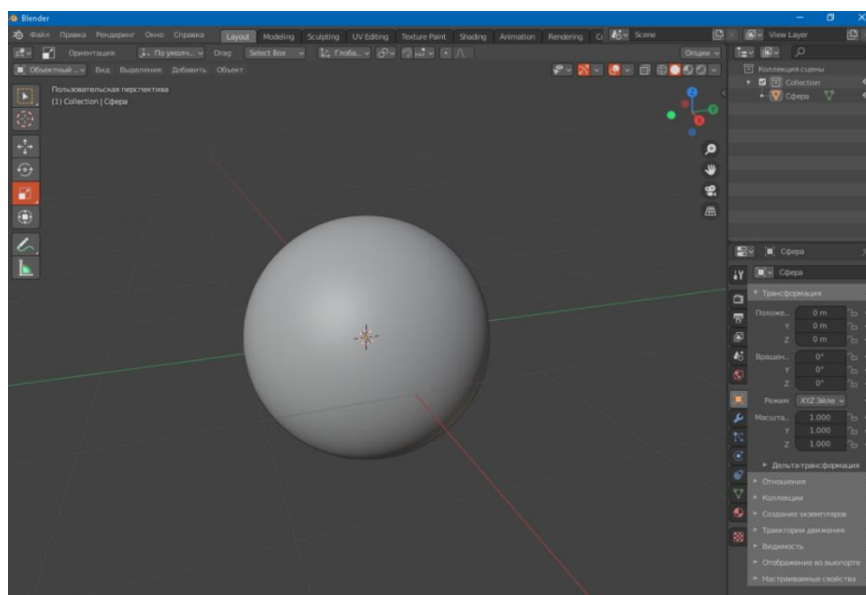 Blender
Файл Правка Рендеринг Окно Справка Layout Modeling Sculpting UV Editing Texture Paint Shading Animation Rendering Scene View Layer
Ориентация: По умолч... Drag: Select Box Глоба... Опции
Объектный ... Вид Выделение Добавить Объект
Пользовательская перспектива
(1) Collection | Сфера
Z
Y
X
Коллекция сцены
Collection
Сфера
Сфера
Сфера
Трансформация
Положе... 0 m
Y 0 m
Z 0 m
Вращен... 0°
Y 0°
Z 0°
Режим XYZ Эйле
Масшта... 1.000
Y 1.000
Z 1.000
Дельта-трансформация
Отношения
Коллекции
Создание экземпляров
Траектории движения
Видимость
Отображение во вьюпорте
Настраиваемые свойства